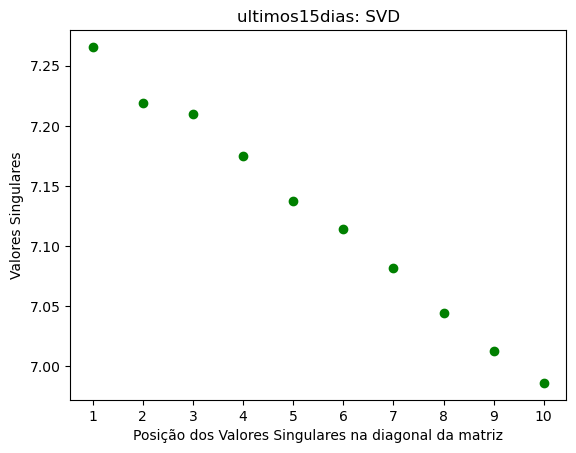 ultimos15dias: SVD
Valores Singulares
7.25
7.20
7.15
7.10
7.05
7.00
1 2 3 4 5 6 7 8 9 10
Posição dos Valores Singulares na diagonal da matriz